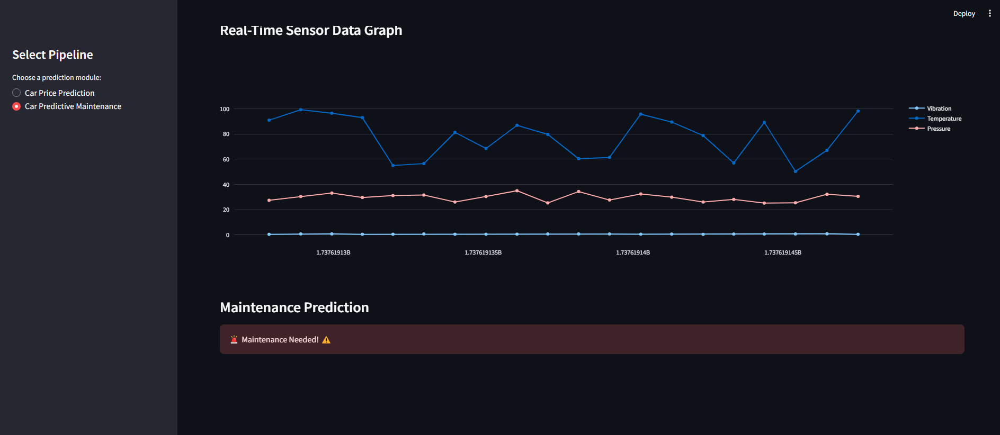 Deploy
Select Pipeline
Choose a prediction module:
Car Price Prediction
Car Predictive Maintenance
Real-Time Sensor Data Graph
100
80
60
40
20
0
1.73761913B
1.737619135B
1.73761914B
1.737619145B
Vibration
Temperature
Pressure
Maintenance Prediction
🚨 Maintenance Needed! ⚠️